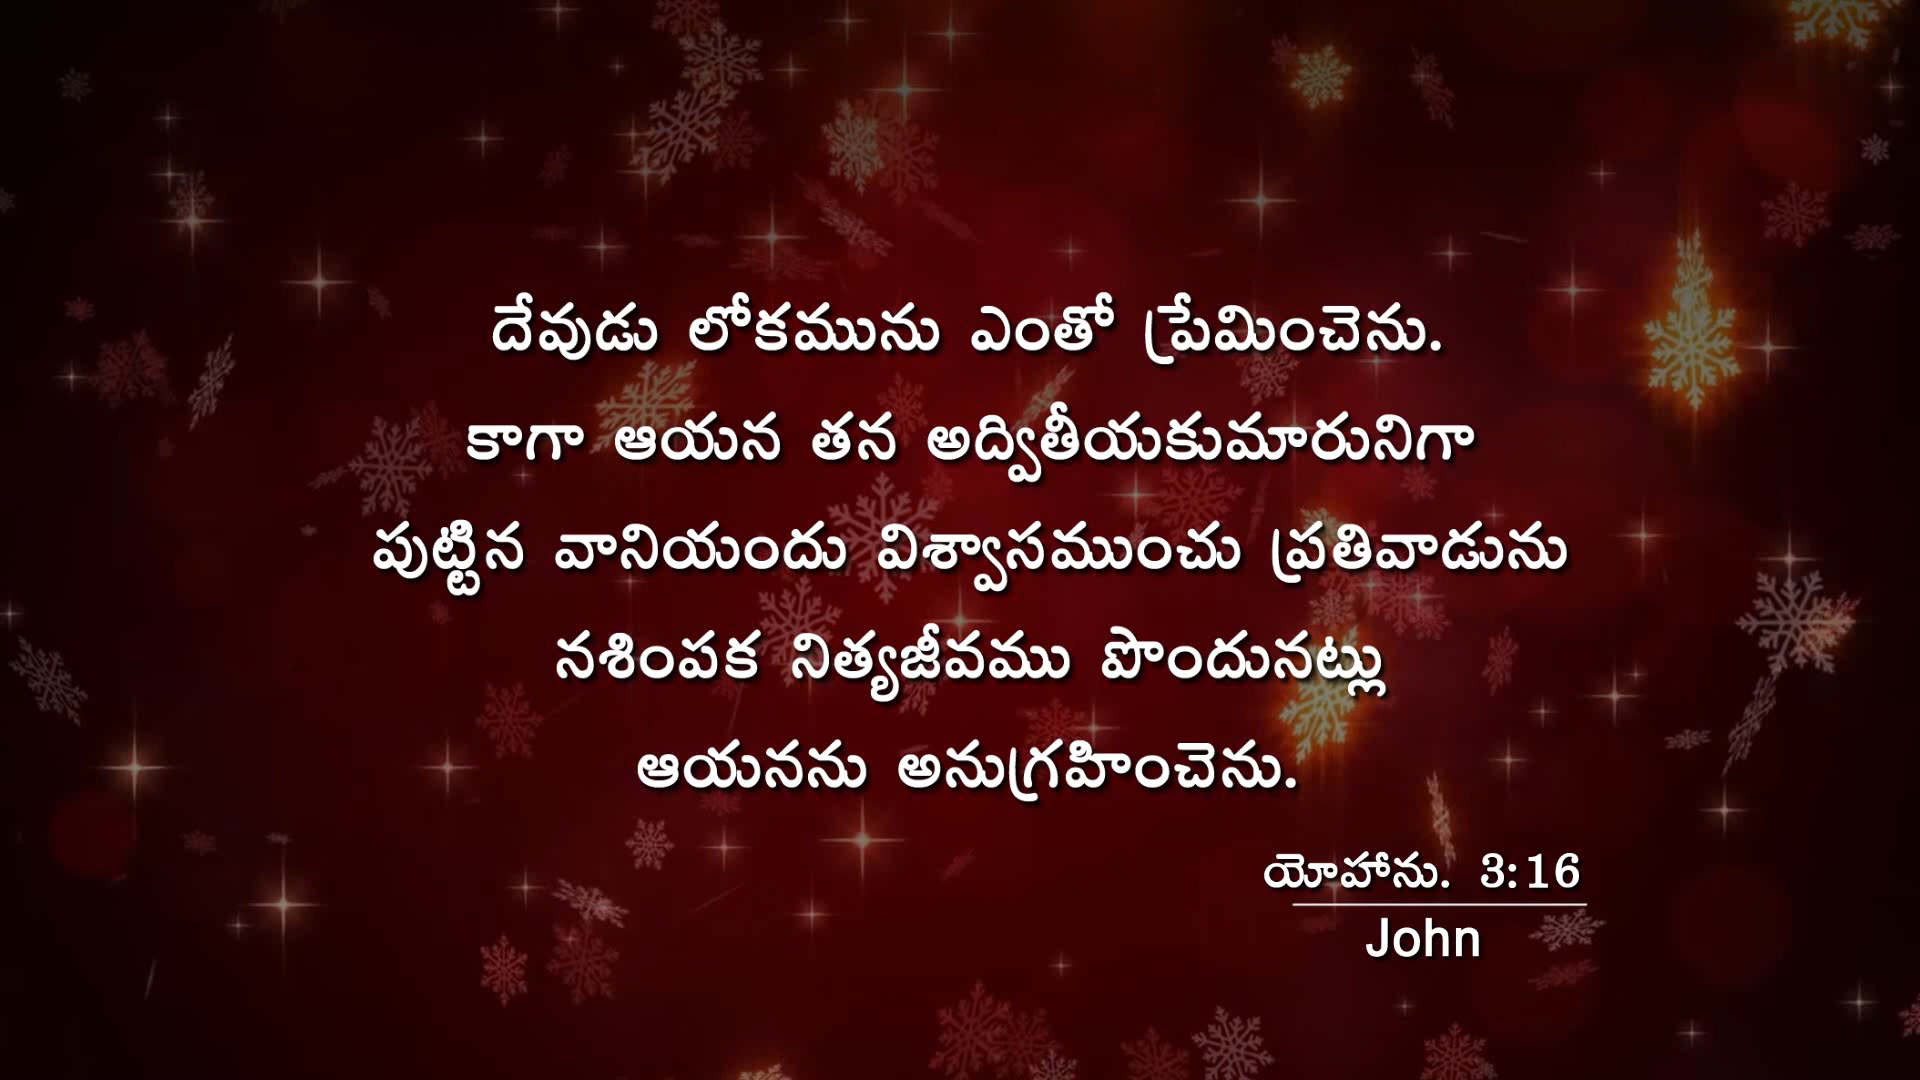 దేవుడు లోకమును ఎంతో ప్రేమించెను.
కాగా ఆయన తన అద్వితీయకుమారునిగా
పుట్టిన వానియందు విశ్వాసముంచు ప్రతివాడును
నశింపక నిత్యజీవము పొందునట్లు
ఆయనను అనుగ్రహించెను.
యోహాను. 3:16
John